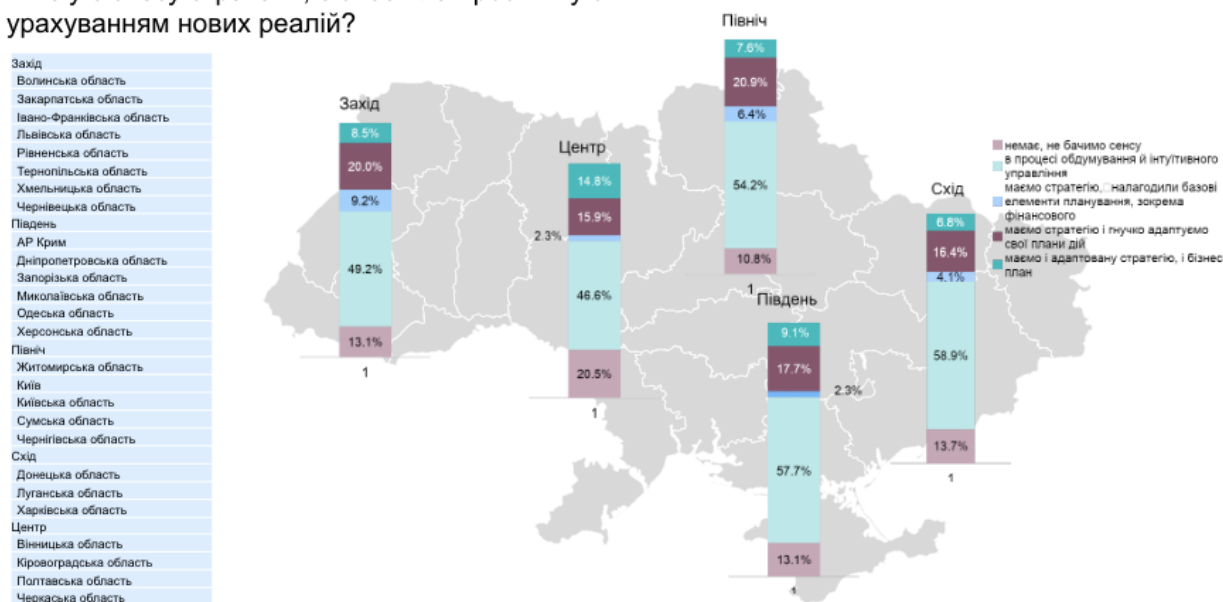 урахуванням нових реалій?
Захід
Волинська область
Закарпатська область
Івано-Франківська область
Львівська область
Рівненська область
Тернопільська область
Хмельницька область
Чернівецька область
Південь
АР Крим
Дніпропетровська область
Запорізька область
Миколаївська область
Одеська область
Херсонська область
Північ
Житомирська область
Київ
Київська область
Сумська область
Чернігівська область
Схід
Донецька область
Луганська область
Харківська область
Центр
Вінницька область
Кіровоградська область
Полтавська область
Черкаська область
Захід
8.5%
20.0%
9.2%
49.2%
13.1%
1
Центр
14.8%
15.9%
2.3%
46.6%
20.5%
1
Північ
7.6%
20.9%
6.4%
54.2%
10.8%
1
Південь
9.1%
17.7%
2.3%
57.7%
13.1%
1
Схід
6.8%
16.4%
4.1%
58.9%
13.7%
1
немає, не бачимо сенсу
в процесі обдумування й інтуїтивного
управління
маємо стратегію, налагодили базові
елементи планування, зокрема
фінансового
маємо стратегію і гнучко адаптуємо
свої плани дій
маємо і адаптовану стратегію, і бізнес
план